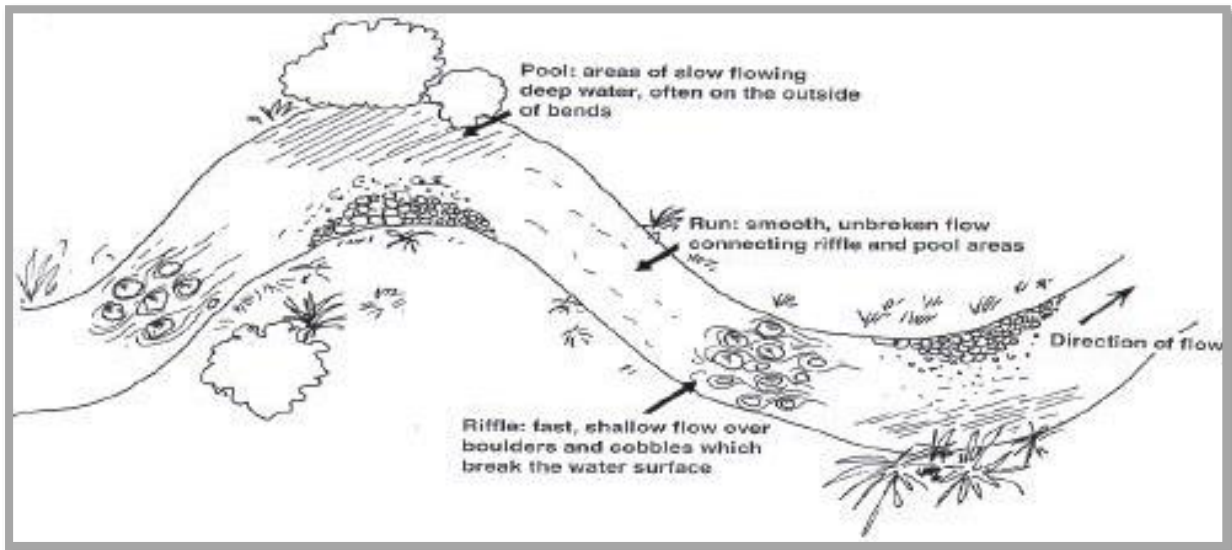 Pool: areas of slow flowing
deep water, often on the outside
of bends
Run: smooth, unbroken flow
connecting riffle and pool areas
Direction of flow
Riffle: fast, shallow flow over
boulders and cobbles which
break the water surface